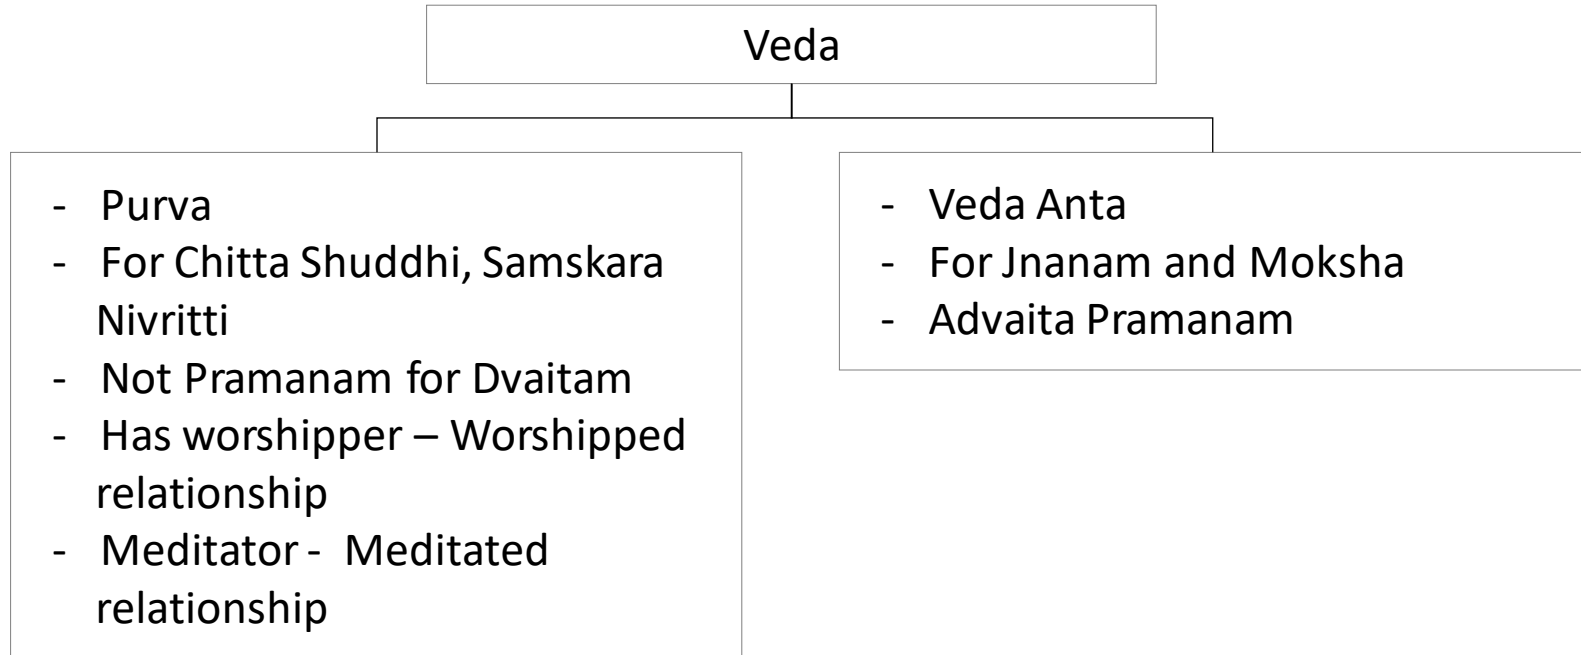 Veda
- Purva
- For Chitta Shuddhi, Samskara
Nivritti
- Not Pramanam for Dvaitam
- Has worshipper – Worshipped
relationship
- Meditator - Meditated
relationship
- Veda Anta
- For Jnanam and Moksha
- Advaita Pramanam